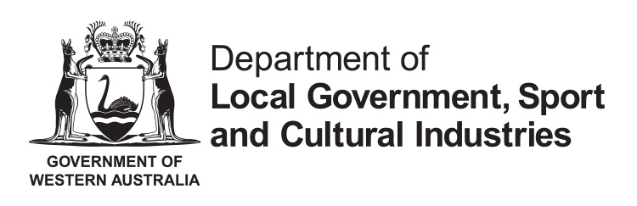 Department of
Local Government, Sport
and Cultural Industries
GOVERNMENT OF
WESTERN AUSTRALIA